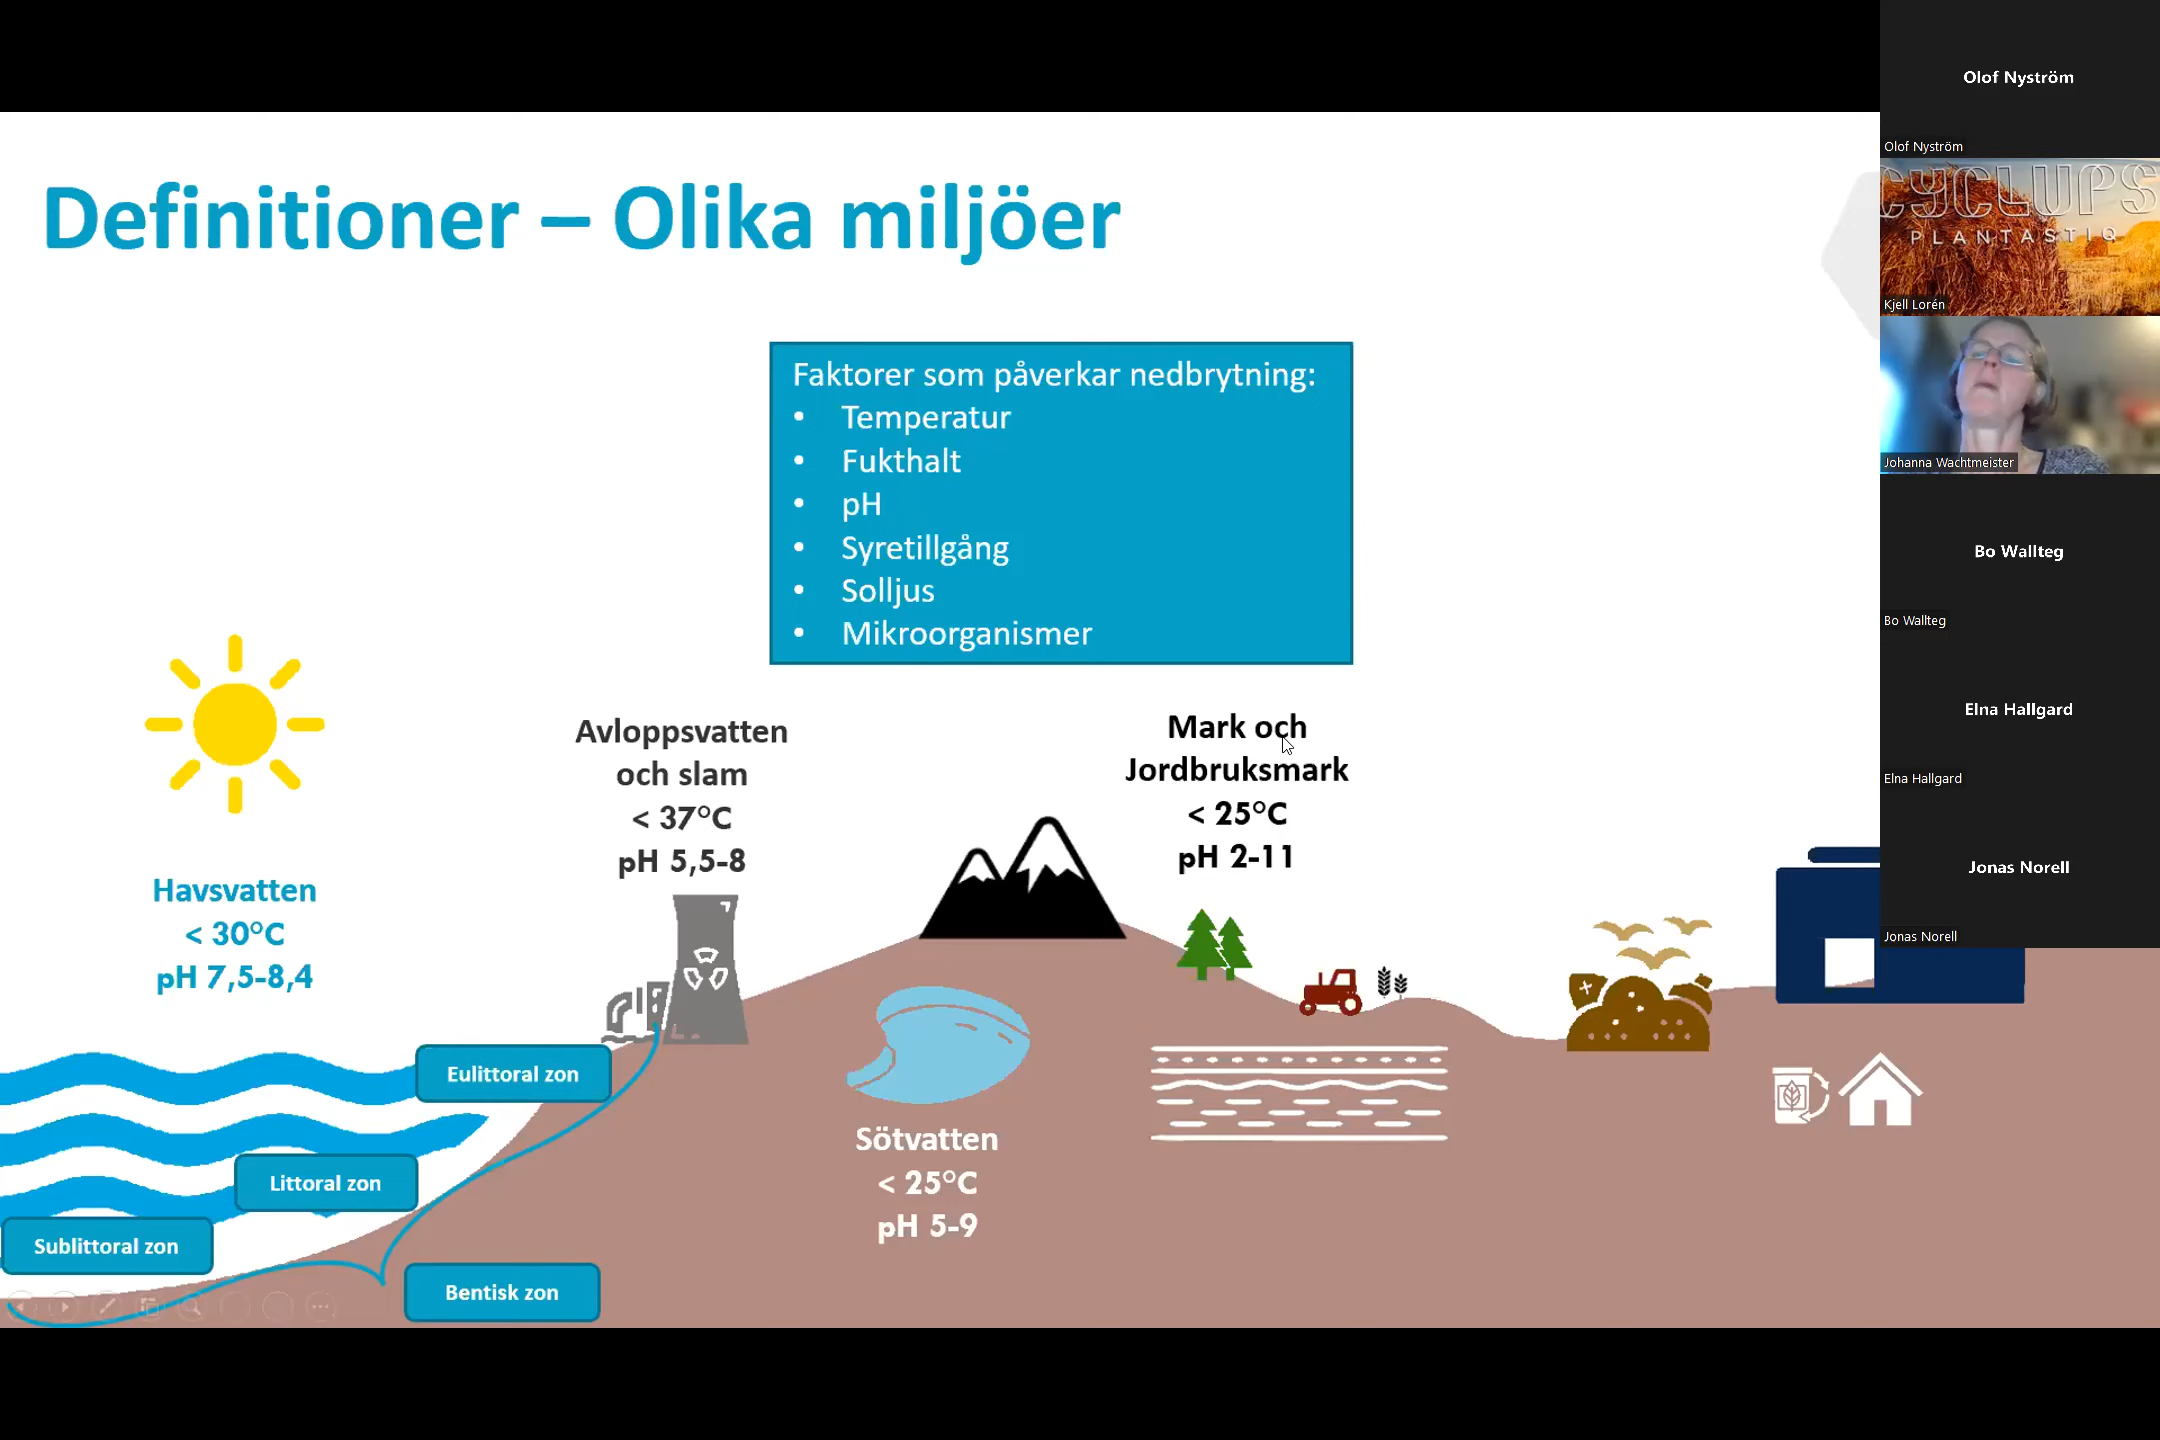 Definitioner – Olika miljöer
Faktorer som påverkar nedbrytning:
• Temperatur
• Fukthalt
• pH
• Syretillgång
• Solljus
• Mikroorganismer
Havsvatten
< 30°C
pH 7,5-8,4
Avloppsvatten
och slam
< 37°C
pH 5,5-8
Mark och
Jordbruksmark
< 25°C
pH 2-11
Eulittoral zon
Littoral zon
Sublittoral zon
Bentisk zon
Sötvatten
< 25°C
pH 5-9
Olof Nyström
Olof Nyström
CYCLUPS
PLANTASTIQ
Kjell Lorén
Johanna Wachtmeister
Bo Wallteg
Bo Wallteg
Elna Hallgard
Elna Hallgard
Jonas Norell
Jonas Norell